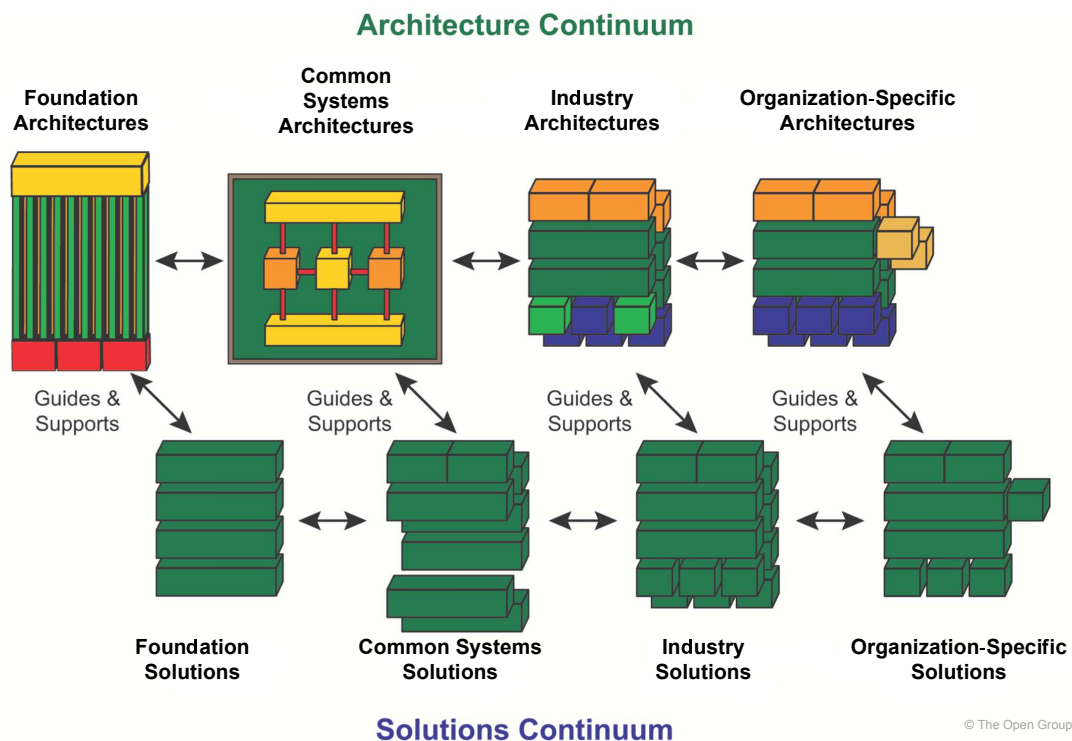 Architecture Continuum
Foundation
Architectures
Common
Systems
Architectures
Industry
Architectures
Organization-Specific
Architectures
Guides &
Supports
Guides &
Supports
Guides &
Supports
Guides &
Supports
Foundation
Solutions
Common Systems
Solutions
Industry
Solutions
Organization-Specific
Solutions
Solutions Continuum
© The Open Group